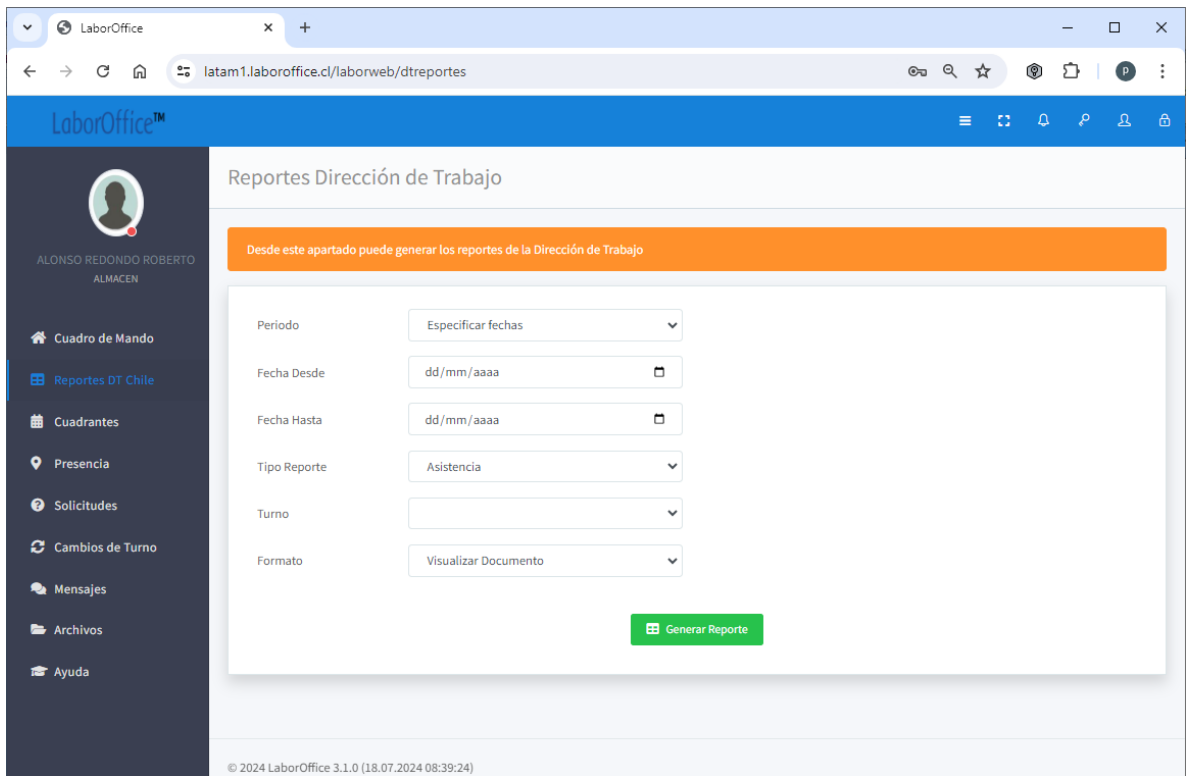 LaborOffice
latam1.laboroffice.cl/laborweb/dtreportes
P
LaborOffice™
ALONSO REDONDO ROBERTO
ALMACEN
Cuadro de Mando
Reportes DT Chile
Cuadrantes
Presencia
Solicitudes
Cambios de Turno
Mensajes
Archivos
Ayuda
Reportes Dirección de Trabajo
Desde este apartado puede generar los reportes de la Dirección de Trabajo
Periodo Especificar fechas
Fecha Desde dd/mm/aaaa
Fecha Hasta dd/mm/aaaa
Tipo Reporte Asistencia
Turno
Formato Visualizar Documento
Generar Reporte
© 2024 LaborOffice 3.1.0 (18.07.2024 08:39:24)